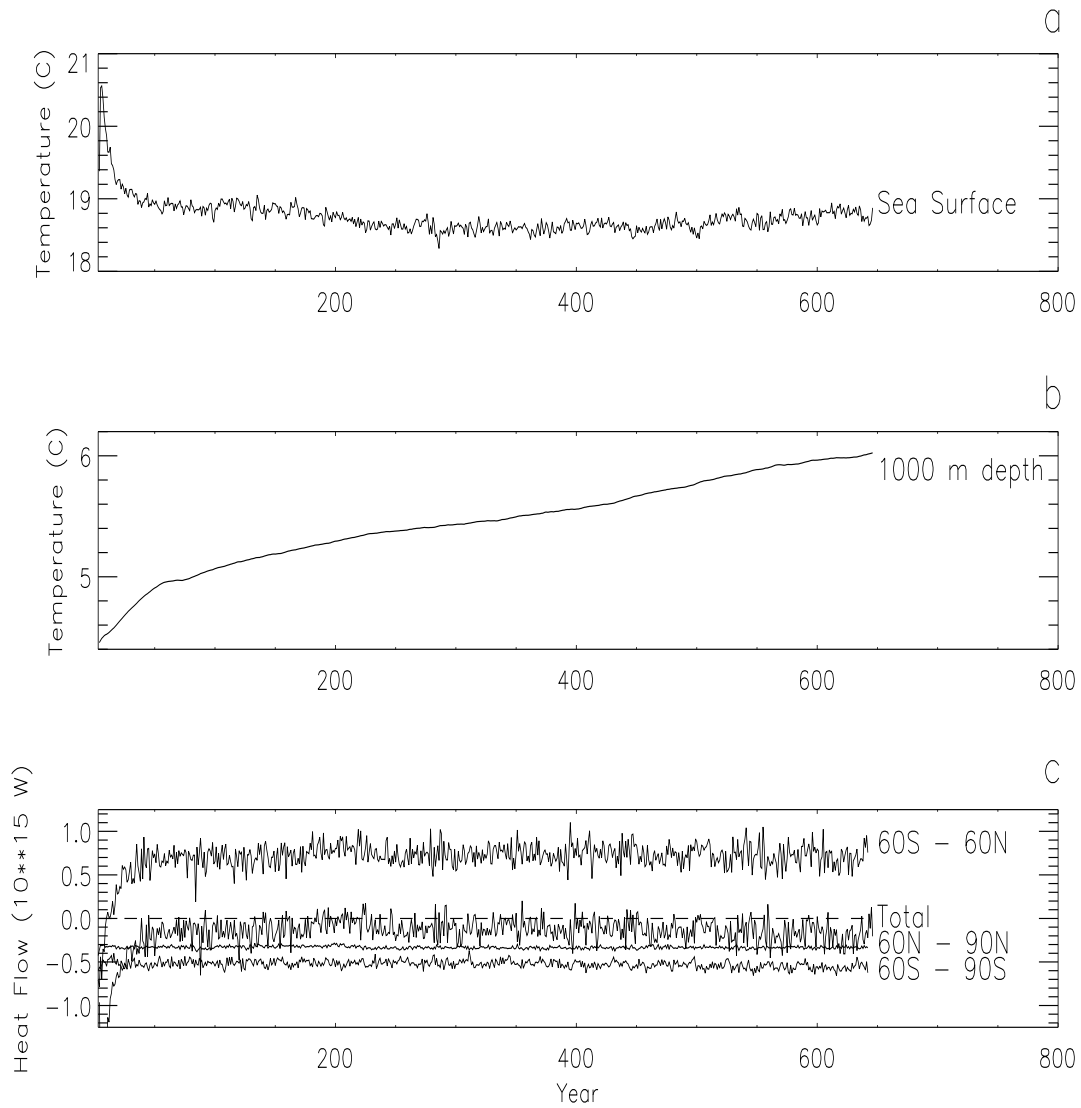 a
Temperature (C)
21
20
19
18
Sea Surface
200 400 600 800
b
Temperature (C)
6
5
1000 m depth
200 400 600 800
c
Heat Flow (10**15 W)
1.0
0.5
0.0
-0.5
-1.0
60S - 60N
Total
60N - 90N
60S - 90S
200 400 600 800
Year